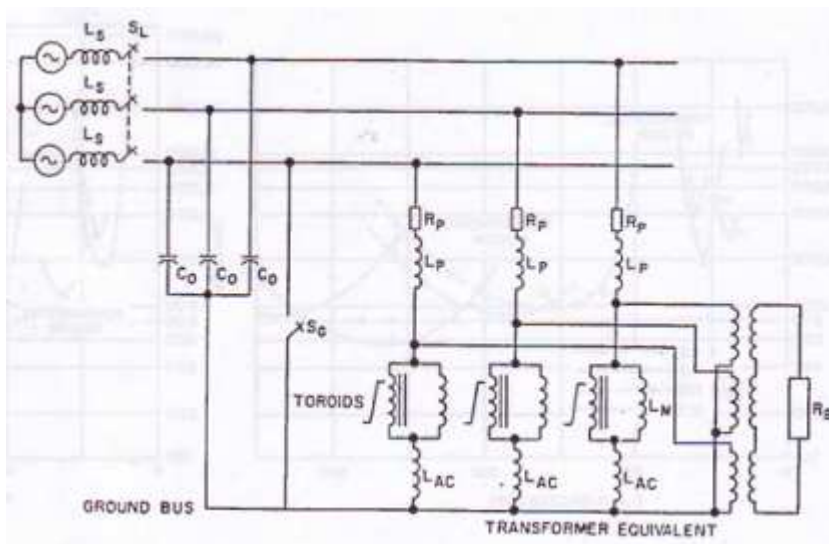 LS SL
LS
LS
RP RP RP
LP LP LP
CO CO CO
SG
TOROIDS
LM
RE
LAC LAC LAC
GROUND BUS
TRANSFORMER EQUIVALENT